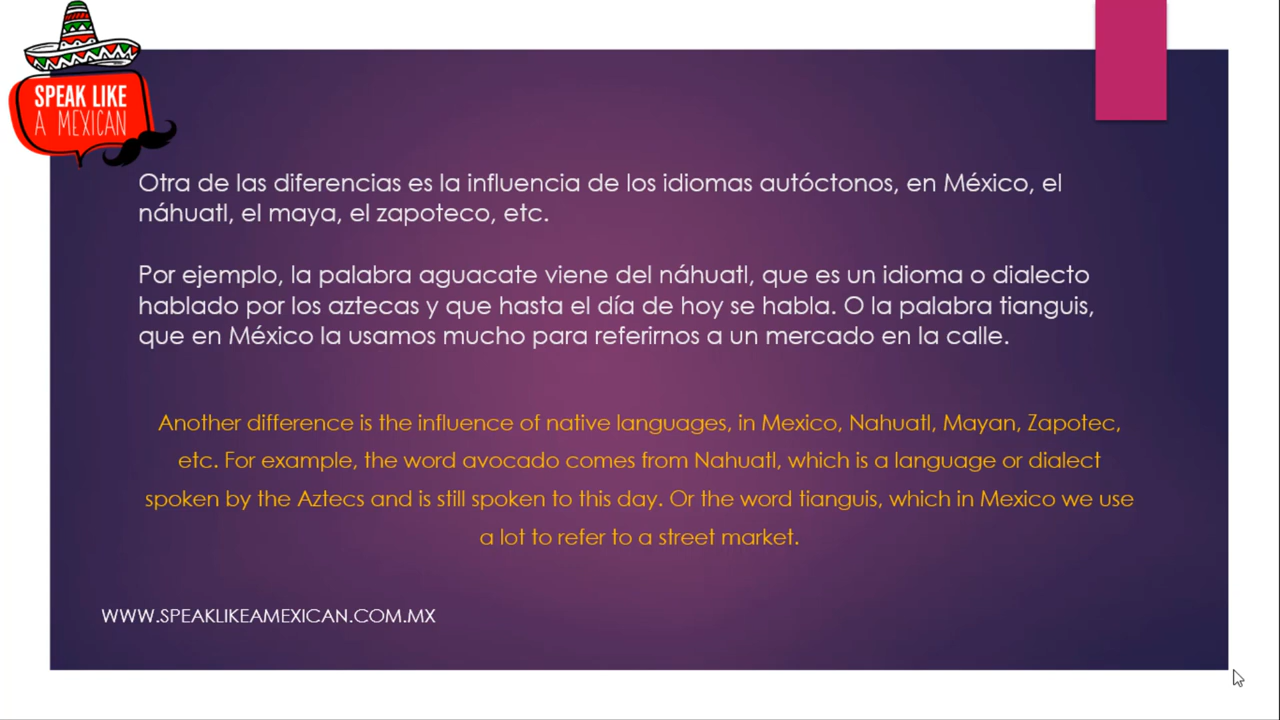 SPEAK LIKE
A MEXICAN
Otra de las diferencias es la influencia de los idiomas autóctonos, en México, el
náhuatl, el maya, el zapoteco, etc.
Por ejemplo, la palabra aguacate viene del náhuatl, que es un idioma o dialecto
hablado por los aztecas y que hasta el día de hoy se habla. O la palabra tianguis,
que en México la usamos mucho para referirnos a un mercado en la calle.
Another difference is the influence of native languages, in Mexico, Nahuatl, Mayan, Zapotec,
etc. For example, the word avocado comes from Nahuatl, which is a language or dialect
spoken by the Aztecs and is still spoken to this day. Or the word tianguis, which in Mexico we use
a lot to refer to a street market.
WWW.SPEAKLIKEAMEXICAN.COM.MX